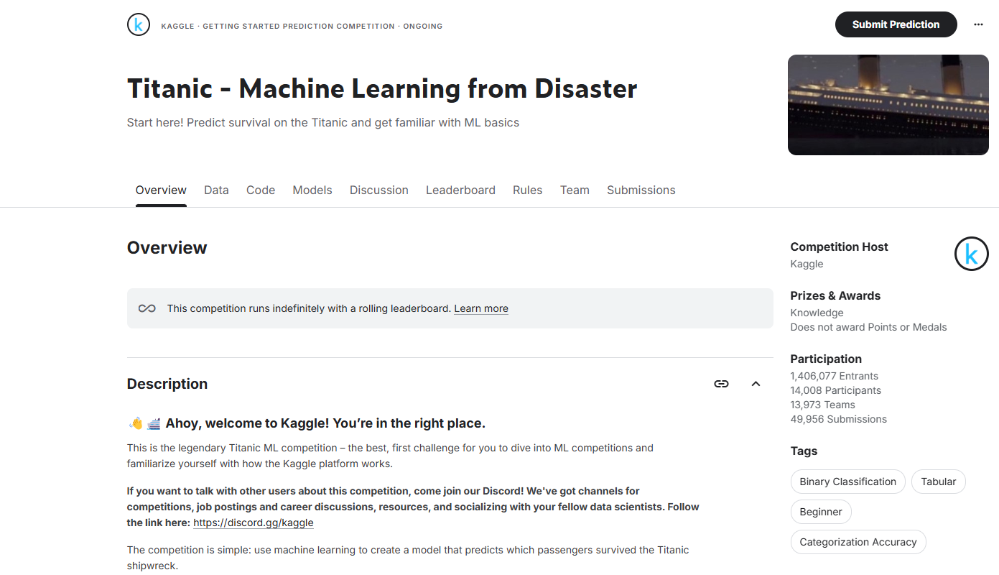 KAGGLE · GETTING STARTED PREDICTION COMPETITION · ONGOING
Submit Prediction
Titanic - Machine Learning from Disaster
Start here! Predict survival on the Titanic and get familiar with ML basics
Overview Data Code Models Discussion Leaderboard Rules Team Submissions
Overview
This competition runs indefinitely with a rolling leaderboard. Learn more
Description
👋🛳️ Ahoy, welcome to Kaggle! You’re in the right place.
This is the legendary Titanic ML competition – the best, first challenge for you to dive into ML competitions and
familiarize yourself with how the Kaggle platform works.
If you want to talk with other users about this competition, come join our Discord! We've got channels for
competitions, job postings and career discussions, resources, and socializing with your fellow data scientists. Follow
the link here: https://discord.gg/kaggle
The competition is simple: use machine learning to create a model that predicts which passengers survived the Titanic
shipwreck.
Competition Host
Kaggle
k
Prizes & Awards
Knowledge
Does not award Points or Medals
Participation
1,406,077 Entrants
14,008 Participants
13,973 Teams
49,956 Submissions
Tags
Binary Classification Tabular
Beginner
Categorization Accuracy